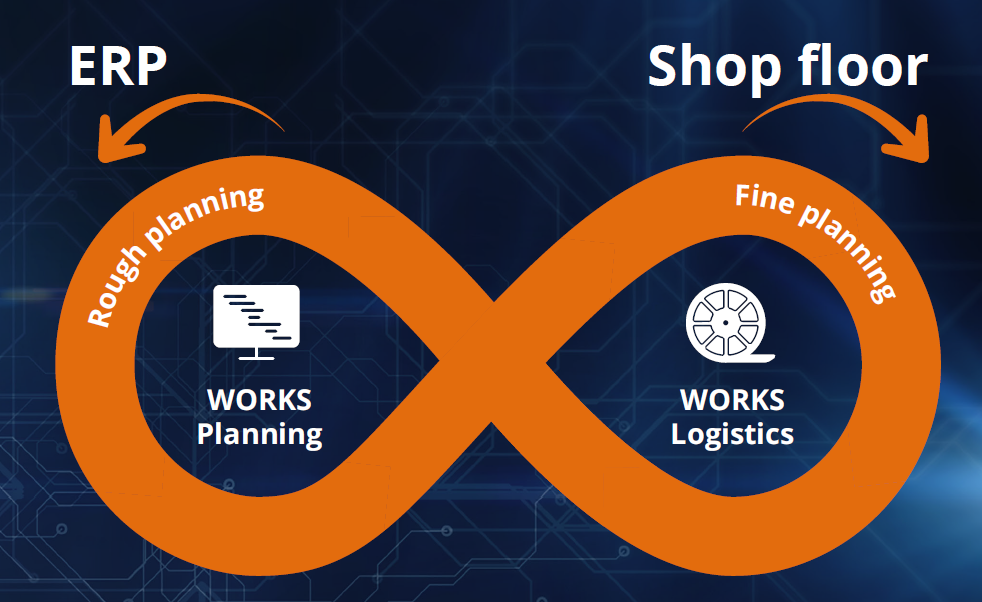 ERP
Shop floor
Rough planning
Fine planning
WORKS
Planning
WORKS
Logistics